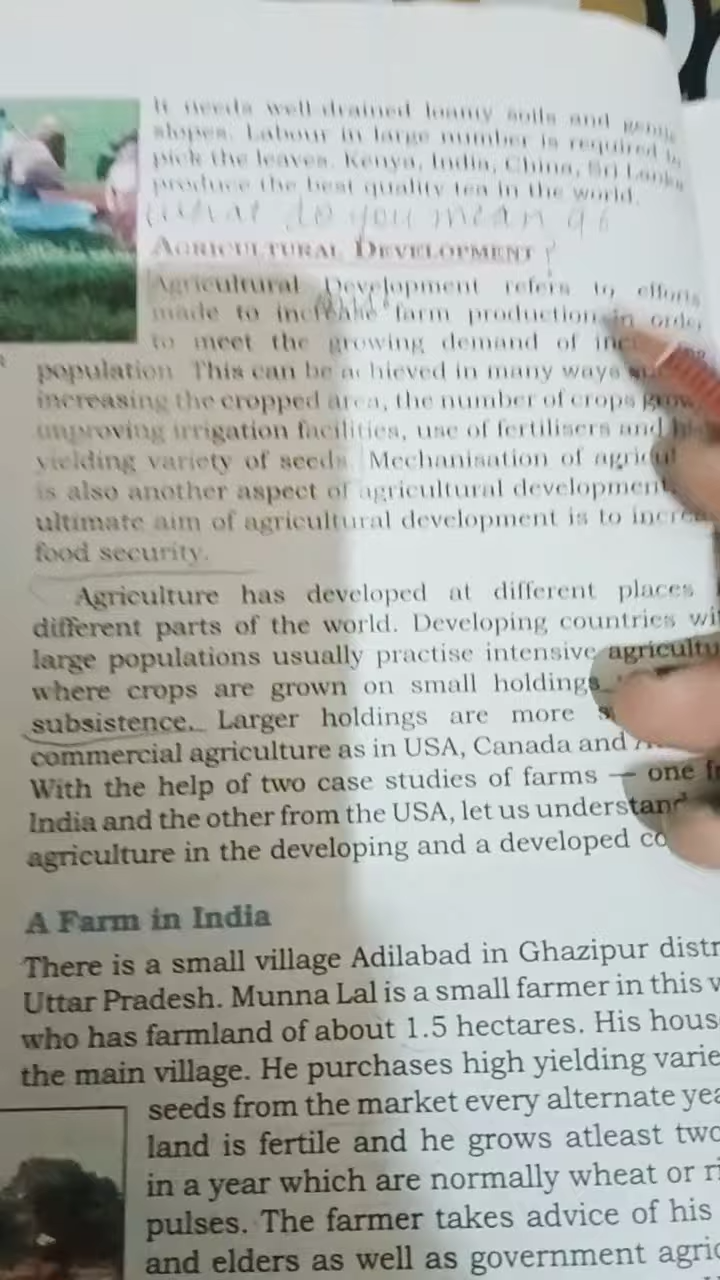 It needs well-drained loamy soils and gentle
slopes. Labour in large number is required to
pick the leaves. Kenya, India, China, Sri Lanka
produce the best quality tea in the world.
What do you mean
AGRICULTURAL DEVELOPMENT ?
Agricultural Development refers to efforts
made to increase farm production in order
to meet the growing demand of
population. This can be achieved in many ways
increasing the cropped area, the number of crops
improving irrigation facilities, use of fertilisers and
yielding variety of seeds. Mechanisation of
is also another aspect of agricultural development.
ultimate aim of agricultural development is to
food security.
Agriculture has developed at different places
different parts of the world. Developing countries
large populations usually practise intensive
where crops are grown on small holdings
subsistence. Larger holdings are more
commercial agriculture as in USA, Canada and
With the help of two case studies of farms — one
India and the other from the USA, let us understand
agriculture in the developing and a developed
A Farm in India
There is a small village Adilabad in Ghazipur
Uttar Pradesh. Munna Lal is a small farmer in this
who has farmland of about 1.5 hectares. His
the main village. He purchases high yielding
seeds from the market every alternate
land is fertile and he grows atleast
in a year which are normally wheat or
pulses. The farmer takes advice of his
and elders as well as government